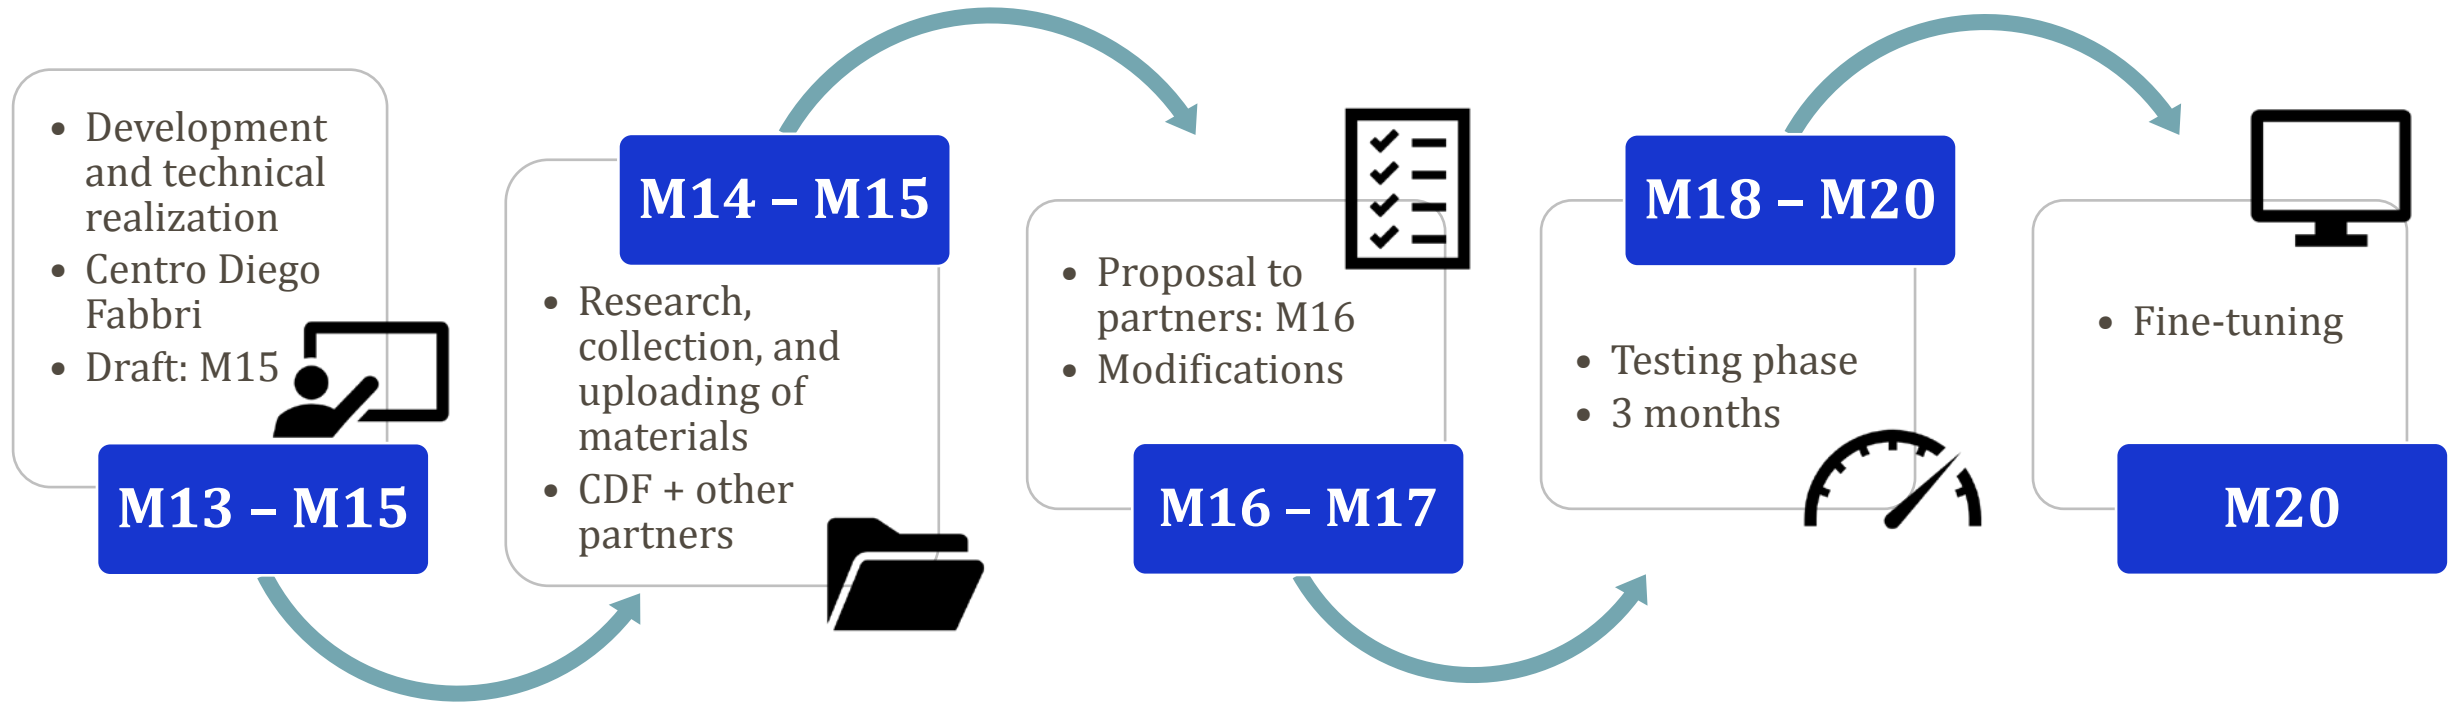 • Development
and technical
realization
• Centro Diego
Fabbri
• Draft: M15
M13 – M15
M14 – M15
• Research,
collection, and
uploading of
materials
• CDF + other
partners
• Proposal to
partners: M16
• Modifications
M16 – M17
M18 – M20
• Testing phase
• 3 months
• Fine-tuning
M20